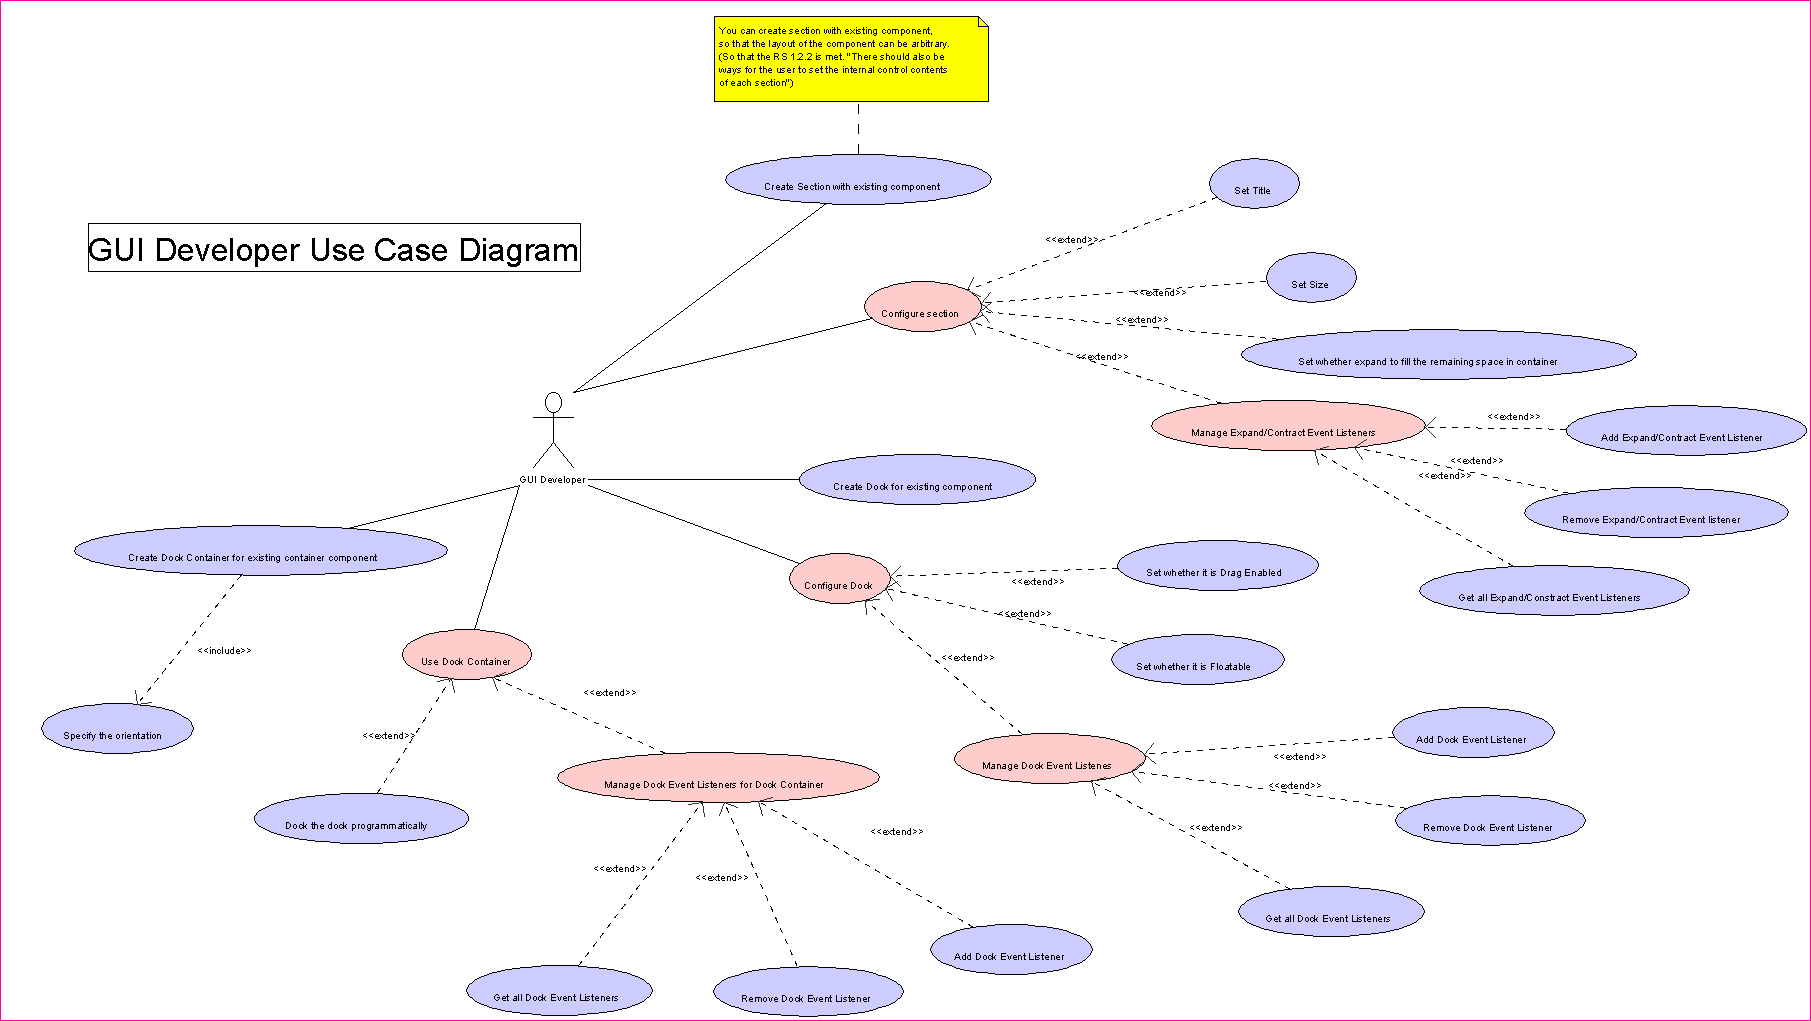 You can create section with existing component,
so that the layout of the component can be arbitrary.
(So that the RS 1.2.2 is met. "There should also be
ways for the user to set the internal control contents
of each section")
Create Section with existing component
Set Title
GUI Developer Use Case Diagram
<<extend>>
Set Size
<<extend>>
Configure section
<<extend>>
Set whether expand to fill the remaining space in container
<<extend>>
Manage Expand/Contract Event Listeners
<<extend>>
Add Expand/Contract Event Listener
<<extend>>
<<extend>>
Remove Expand/Contract Event listener
GUI Developer
Create Dock for existing component
Create Dock Container for existing container component
Configure Dock
Set whether it is Drag Enabled
<<extend>>
Get all Expand/Constract Event Listeners
<<extend>>
<<include>>
Use Dock Container
<<extend>>
Set whether it is Floatable
<<extend>>
Specify the orientation
<<extend>>
Add Dock Event Listener
Manage Dock Event Listenes
<<extend>>
Manage Dock Event Listeners for Dock Container
<<extend>>
Dock the dock programmatically
<<extend>>
<<extend>>
Remove Dock Event Listener
<<extend>>
<<extend>>
Get all Dock Event Listeners
Add Dock Event Listener
Get all Dock Event Listeners
Remove Dock Event Listener